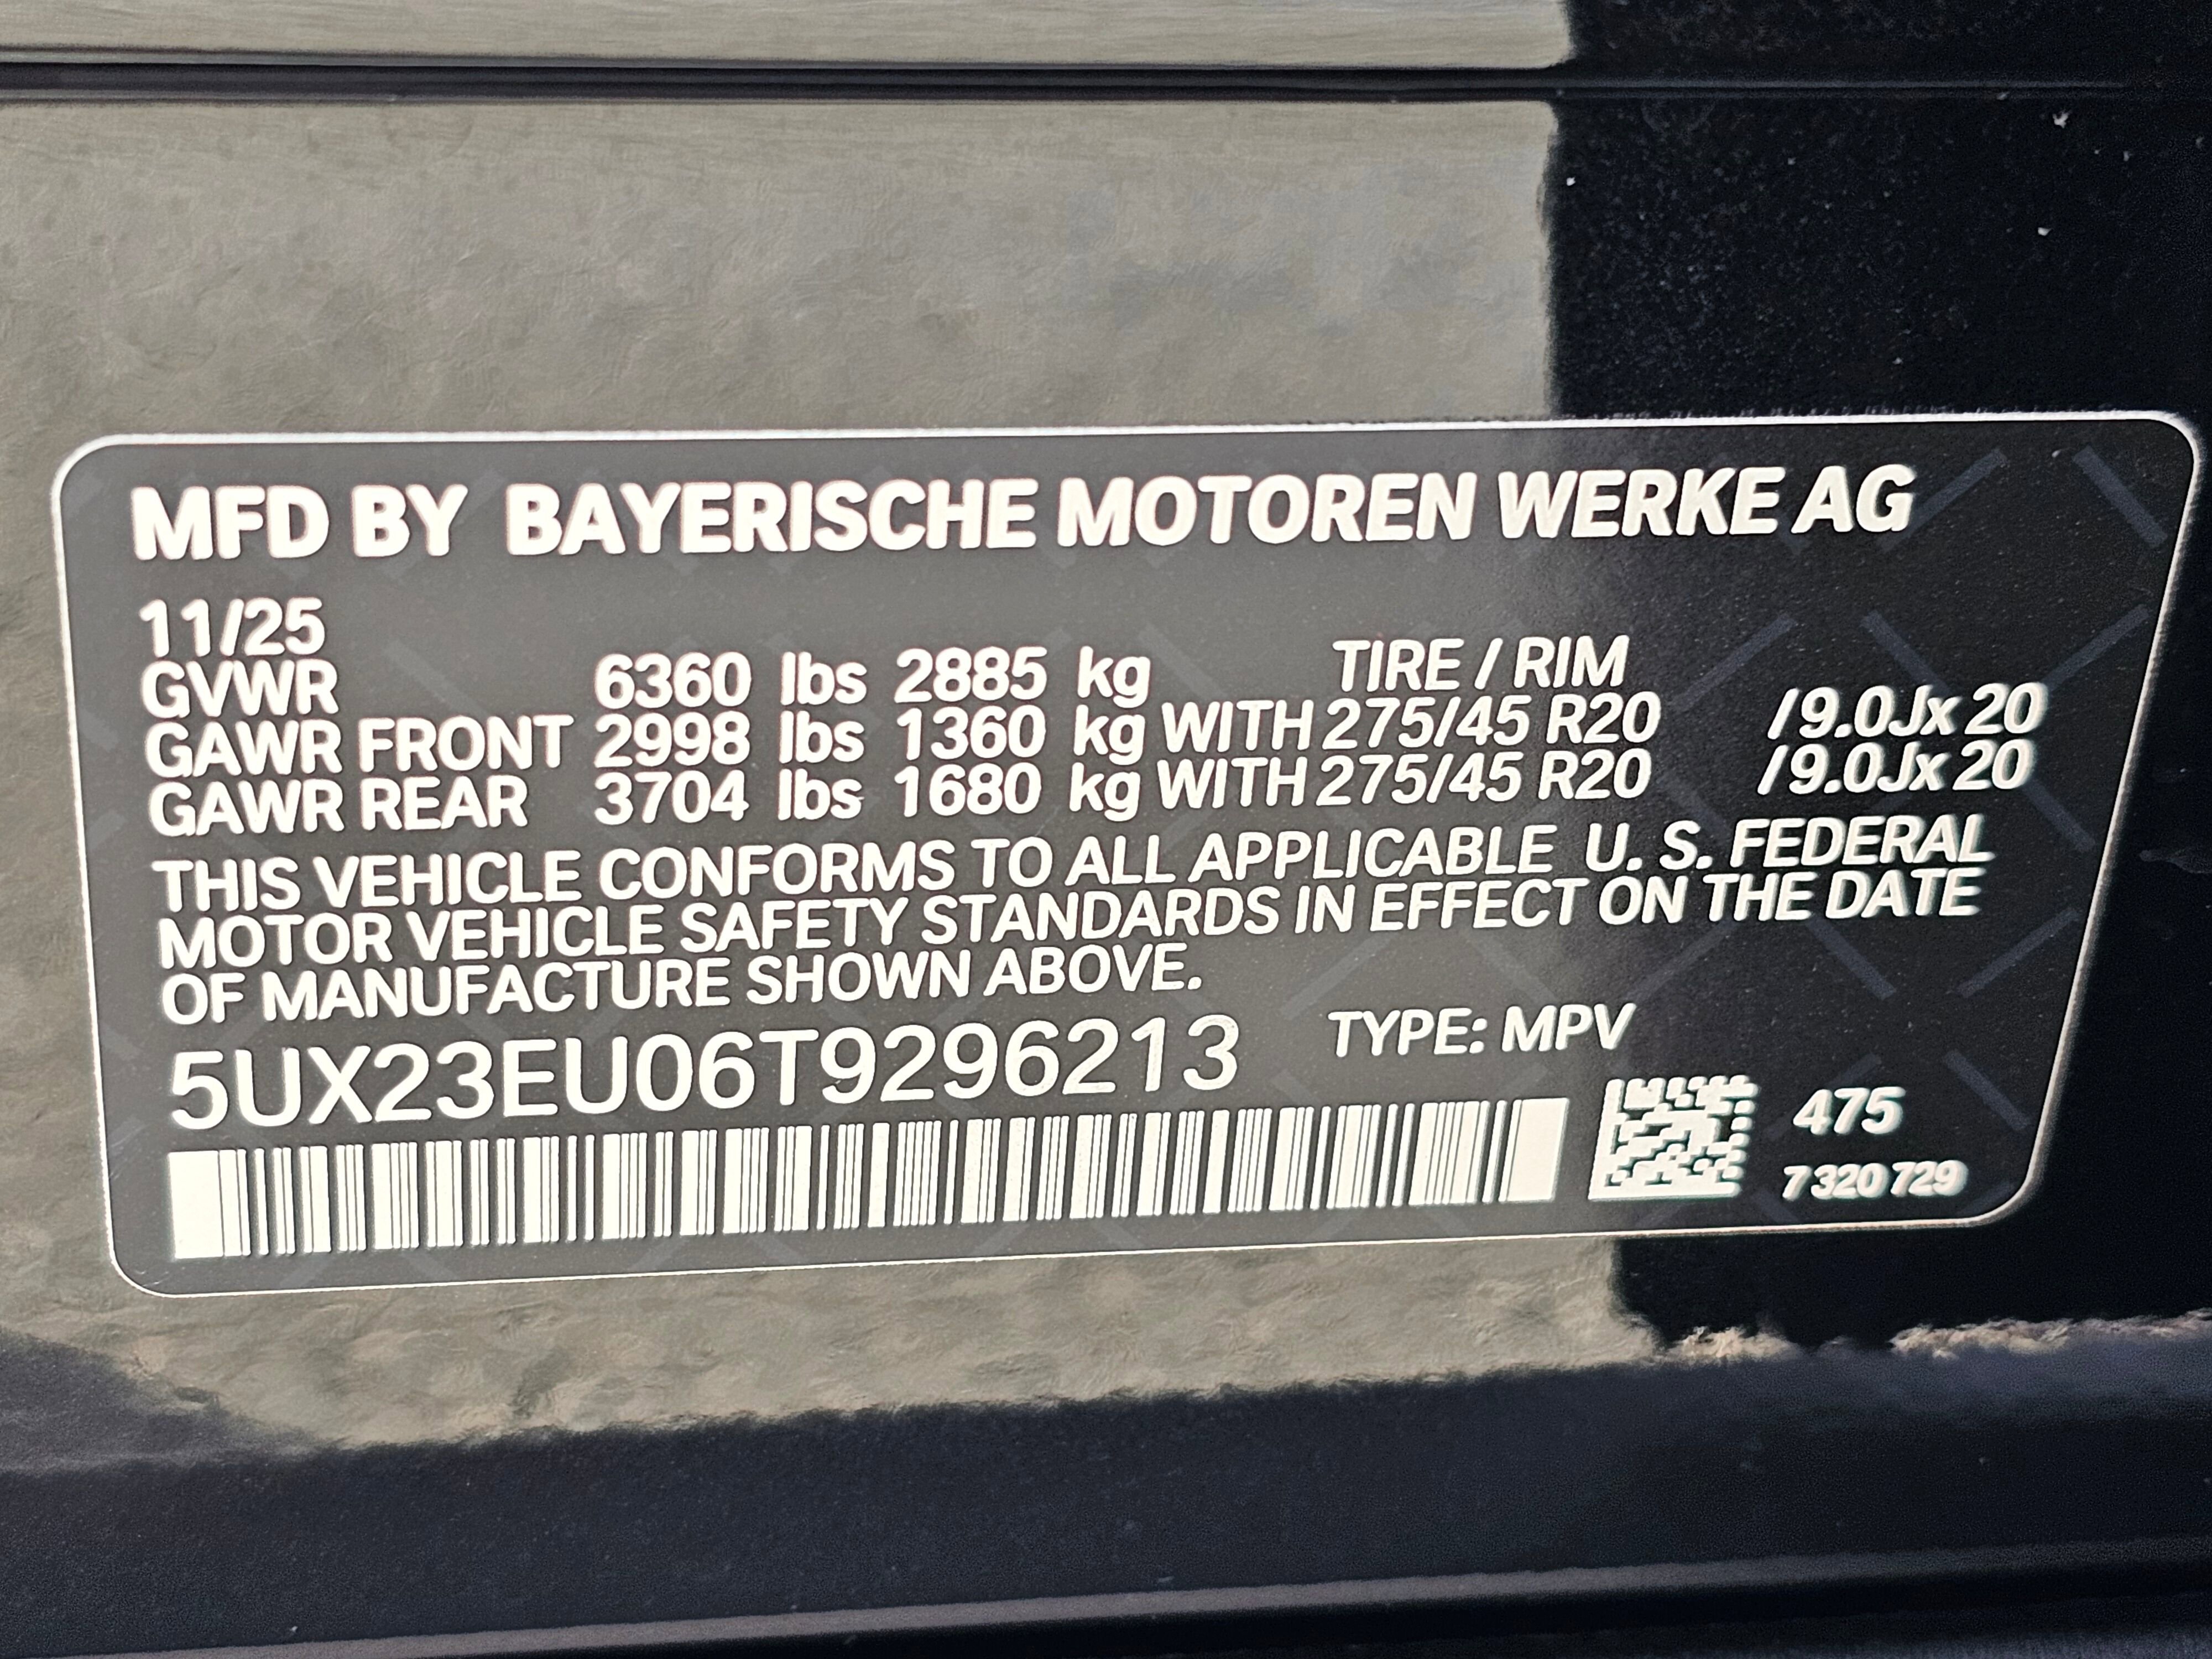 MFD BY BAYERISCHE MOTOREN WERKE AG
11/25
GVWR 6360 lbs 2885 kg TIRE / RIM
GAWR FRONT 2998 lbs 1360 kg WITH 275/45 R20 / 9.0Jx 20
GAWR REAR 3704 lbs 1680 kg WITH 275/45 R20 / 9.0Jx 20
THIS VEHICLE CONFORMS TO ALL APPLICABLE U. S. FEDERAL
MOTOR VEHICLE SAFETY STANDARDS IN EFFECT ON THE DATE
OF MANUFACTURE SHOWN ABOVE.
5UX23EU06T9296213 TYPE: MPV
475
7 320 729